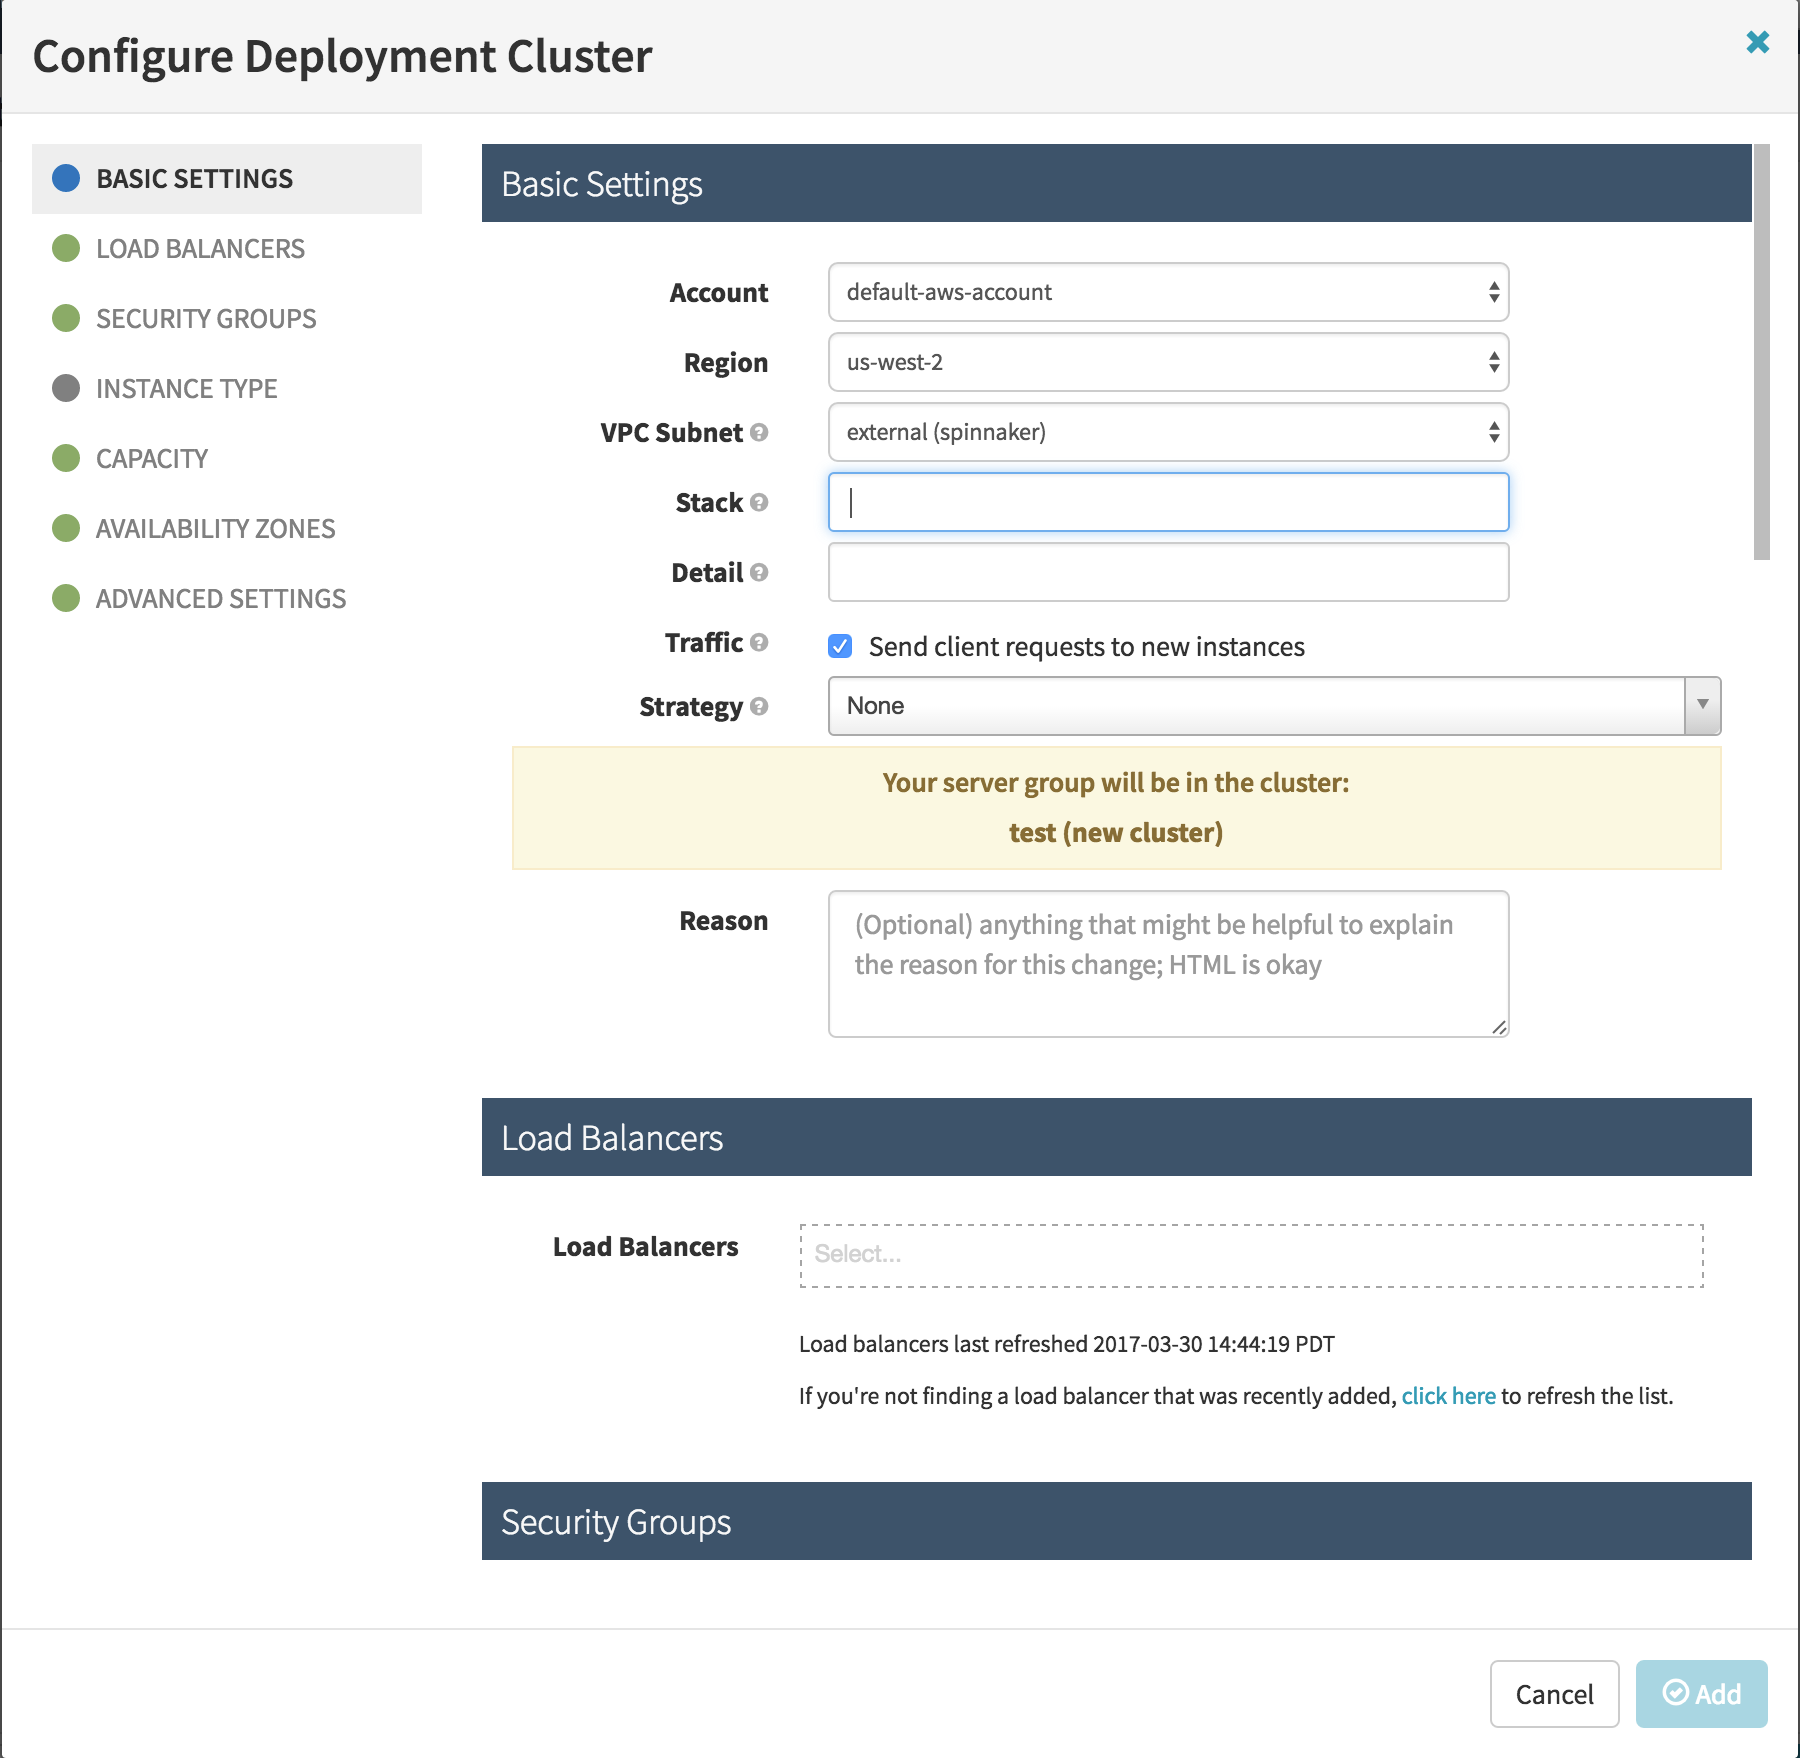 Configure Deployment Cluster
BASIC SETTINGS
LOAD BALANCERS
SECURITY GROUPS
INSTANCE TYPE
CAPACITY
AVAILABILITY ZONES
ADVANCED SETTINGS
Basic Settings
Account default-aws-account
Region us-west-2
VPC Subnet external (spinnaker)
Stack
Detail
Traffic Send client requests to new instances
Strategy None
Your server group will be in the cluster:
test (new cluster)
Reason (Optional) anything that might be helpful to explain
the reason for this change; HTML is okay
Load Balancers
Load Balancers Select...
Load balancers last refreshed 2017-03-30 14:44:19 PDT
If you're not finding a load balancer that was recently added, click here to refresh the list.
Security Groups
Cancel Add